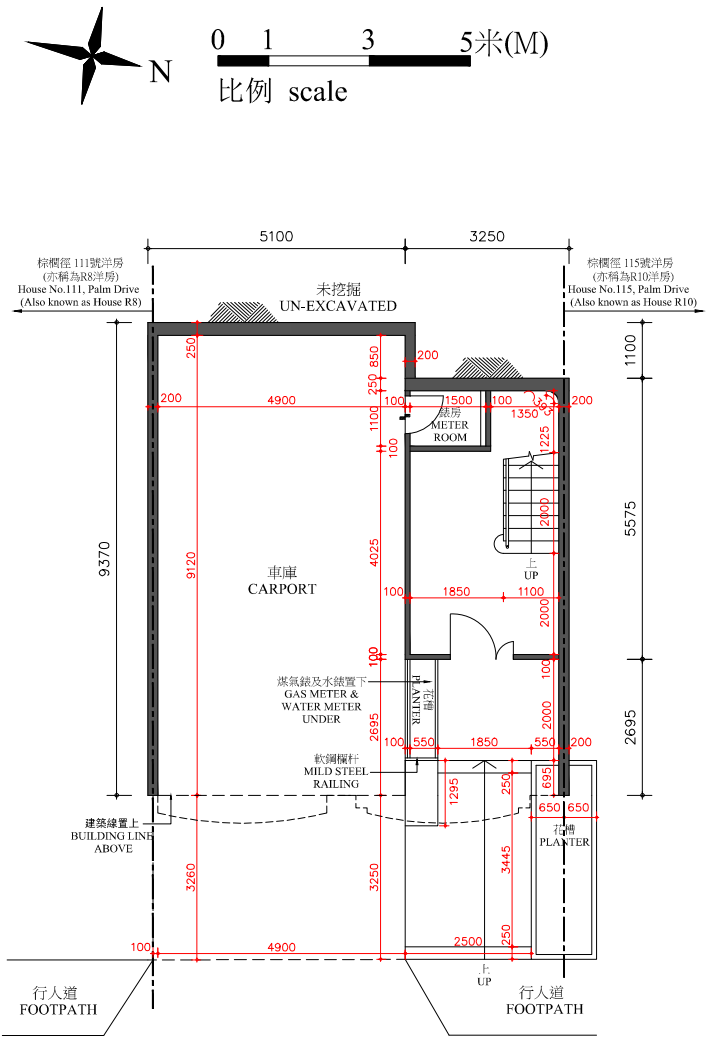 N
0 1 3 5米(M)
比例 scale
5100
3250
棕櫚徑 111號洋房
(亦稱為R8洋房)
House No.111, Palm Drive
(Also known as House R8)
未挖掘
UN-EXCAVATED
棕櫚徑 115號洋房
(亦稱為R10洋房)
House No.115, Palm Drive
(Also known as House R10)
250
850
200
1100
250
395
200
4900
100
1500
100
1350
200
錶房
METER
ROOM
1100
1225
100
2000
5575
9370
9120
車庫
CARPORT
4025
上
UP
100
1850
1100
2000
100
100
煤氣錶及水錶置下
GAS METER &
WATER METER
UNDER
花槽
PLANTER
2000
2695
2695
100
550
1850
550
200
軟鋼欄杆
MILD STEEL
RAILING
1295
250
695
建築線置上
BUILDING LINE
ABOVE
650
650
花槽
PLANTER
3260
3250
3445
250
100
4900
2500
上
UP
行人道
FOOTPATH
行人道
FOOTPATH